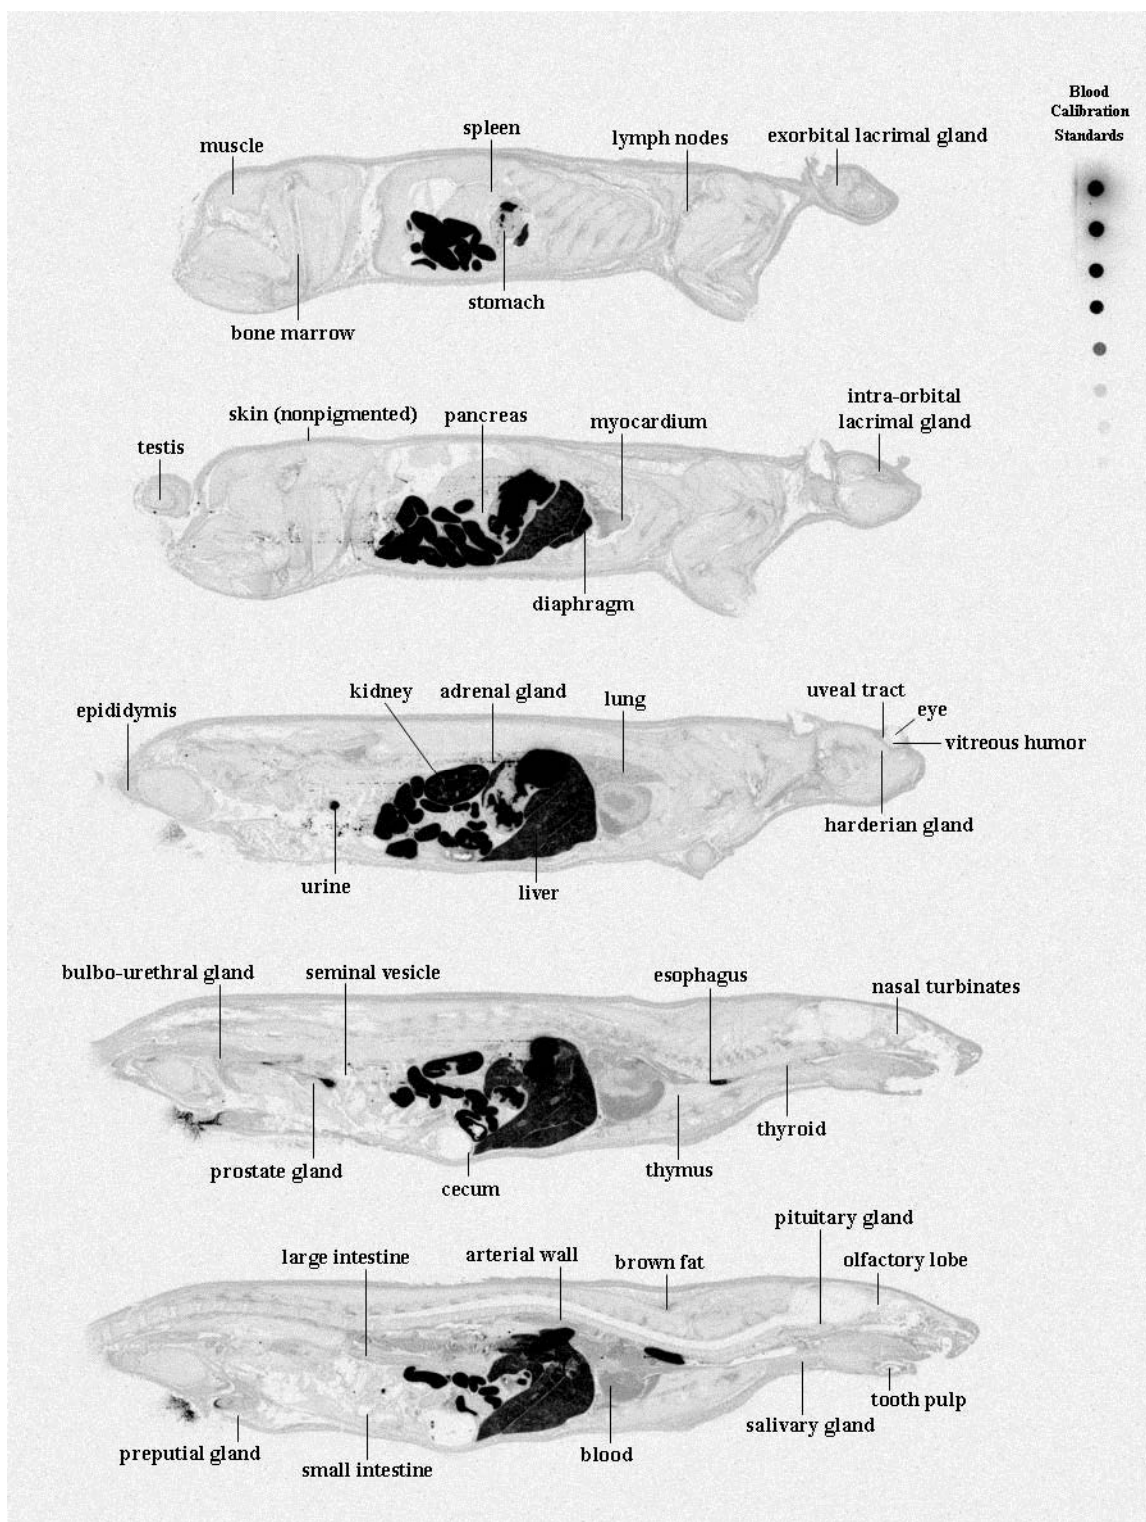 Blood
Calibration
Standards
muscle
spleen
lymph nodes
exorbital lacrimal gland
stomach
bone marrow
testis
skin (nonpigmented)
pancreas
myocardium
intra-orbital
lacrimal gland
diaphragm
epididymis
kidney
adrenal gland
lung
uveal tract
eye
vitreous humor
harderian gland
urine
liver
bulbo-urethral gland
seminal vesicle
esophagus
nasal turbinates
thyroid
prostate gland
cecum
thymus
pituitary gland
large intestine
arterial wall
brown fat
olfactory lobe
tooth pulp
salivary gland
preputial gland
small intestine
blood